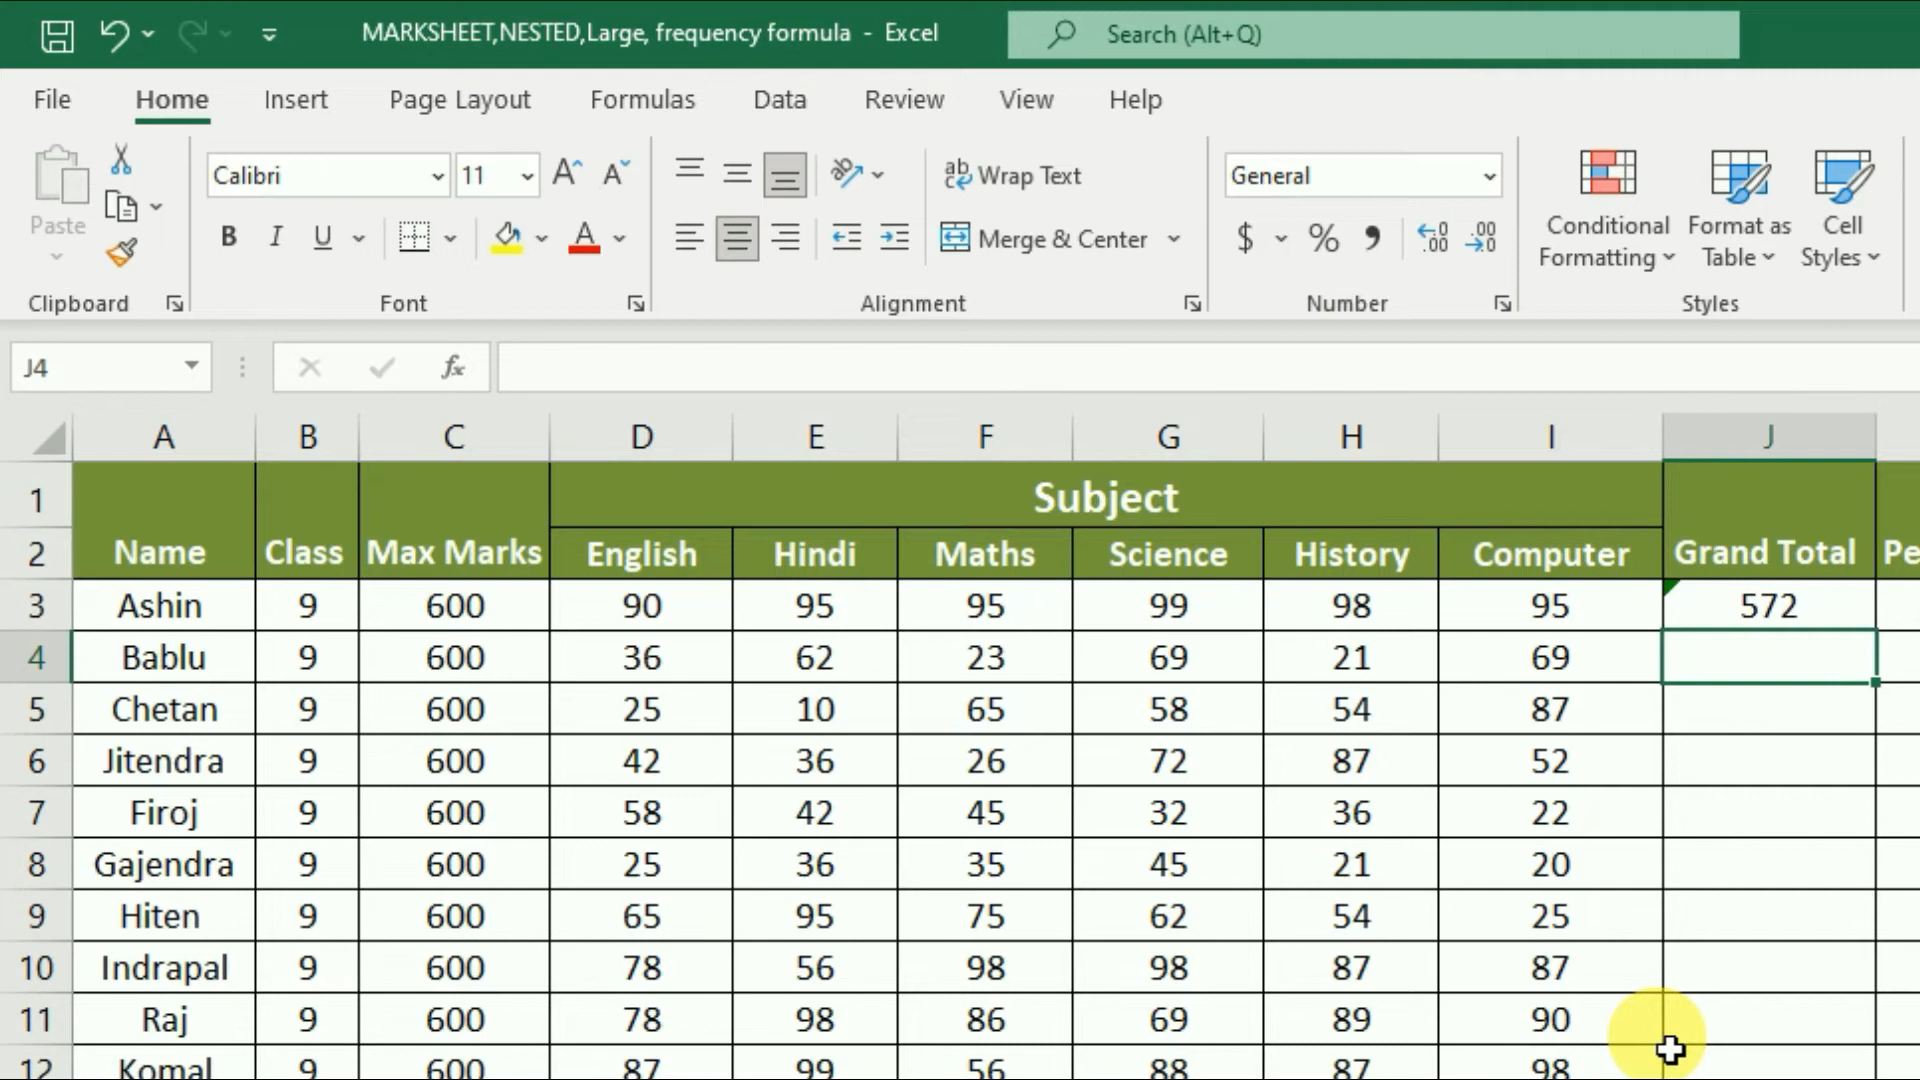 MARKSHEET,NESTED,Large, frequency formula - Excel
Search (Alt+Q)
File Home Insert Page Layout Formulas Data Review View Help
Paste
Calibri 11
B I U
Wrap Text
Merge & Center
General
$ % ,
Conditional Formatting
Format as Table
Cell Styles
Clipboard Font Alignment Number Styles
J4 fx
A B C D E F G H I J
1 Subject
2 Name Class Max Marks English Hindi Maths Science History Computer Grand Total Pe
3 Ashin 9 600 90 95 95 99 98 95 572
4 Bablu 9 600 36 62 23 69 21 69
5 Chetan 9 600 25 10 65 58 54 87
6 Jitendra 9 600 42 36 26 72 87 52
7 Firoj 9 600 58 42 45 32 36 22
8 Gajendra 9 600 25 36 35 45 21 20
9 Hiten 9 600 65 95 75 62 54 25
10 Indrapal 9 600 78 56 98 98 87 87
11 Raj 9 600 78 98 86 69 89 90
12 Komal 9 600 87 99 56 88 87 98